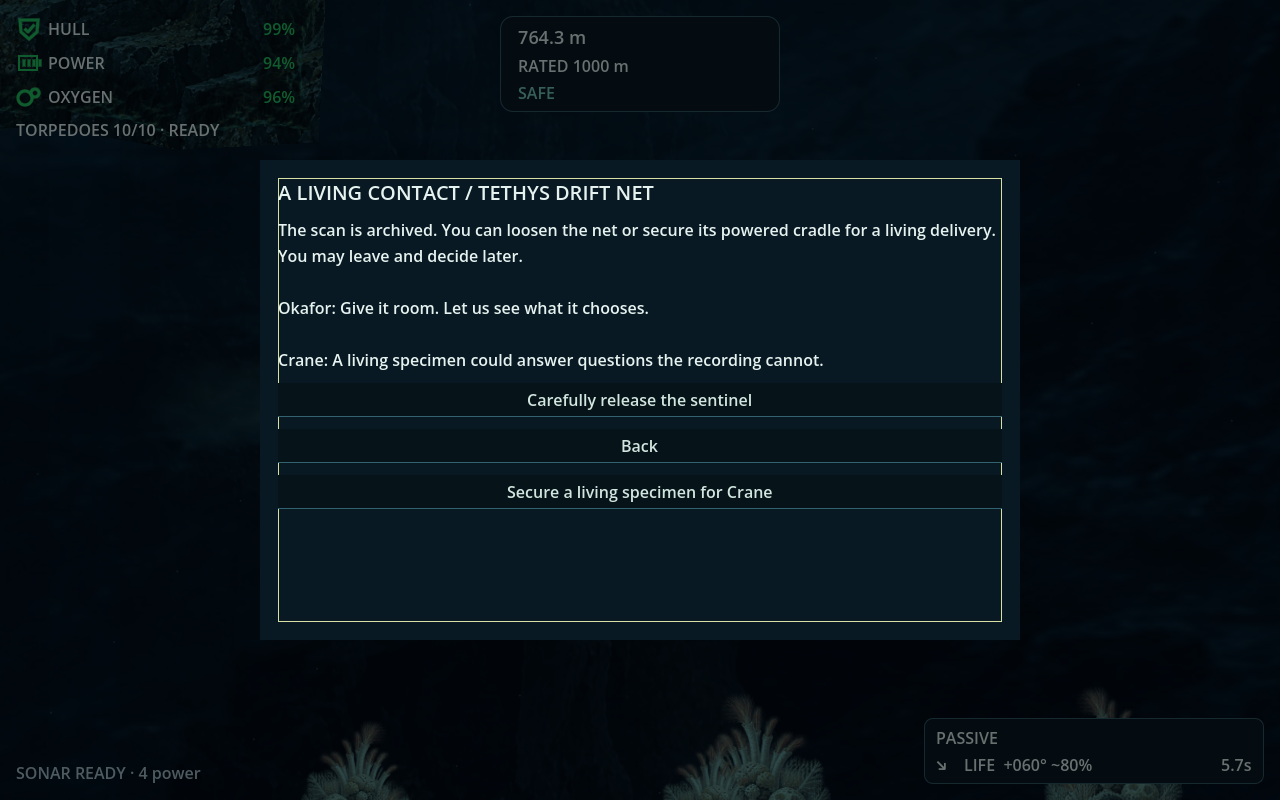 HULL 99%
764.3 m
POWER 94%
RATED 1000 m
OXYGEN 96%
SAFE
TORPEDOES 10/10 · READY
A LIVING CONTACT / TETHYS DRIFT NET
The scan is archived. You can loosen the net or secure its powered cradle for a living delivery.
You may leave and decide later.
Okafor: Give it room. Let us see what it chooses.
Crane: A living specimen could answer questions the recording cannot.
Carefully release the sentinel
Back
Secure a living specimen for Crane
PASSIVE
↘ LIFE +060° ~80% 5.7s
SONAR READY · 4 power